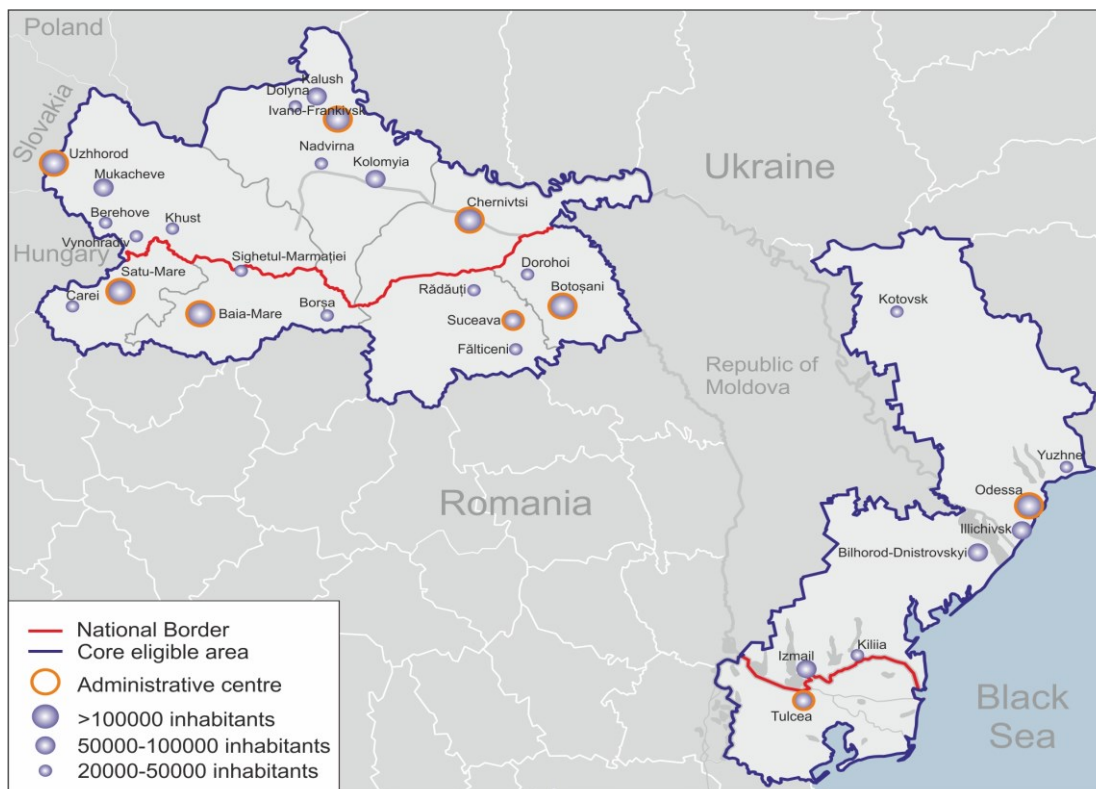 Poland
Slovakia
Hungary
Ukraine
Republic of
Moldova
Romania
Black
Sea
Kalush
Dolyna
Ivano-Frankivsk
Nadvirna
Kolomyia
Uzhhorod
Mukacheve
Berehove
Khust
Vynohradiv
Chernivtsi
Sighetul-Marmației
Satu-Mare
Carei
Baia-Mare
Borșa
Dorohoi
Rădăuți
Botoșani
Suceava
Fălticeni
Kotovsk
Yuzhne
Odessa
Illichivsk
Bilhorod-Dnistrovskyi
Izmail
Kiliia
Tulcea
National Border
Core eligible area
Administrative centre
>100000 inhabitants
50000-100000 inhabitants
20000-50000 inhabitants